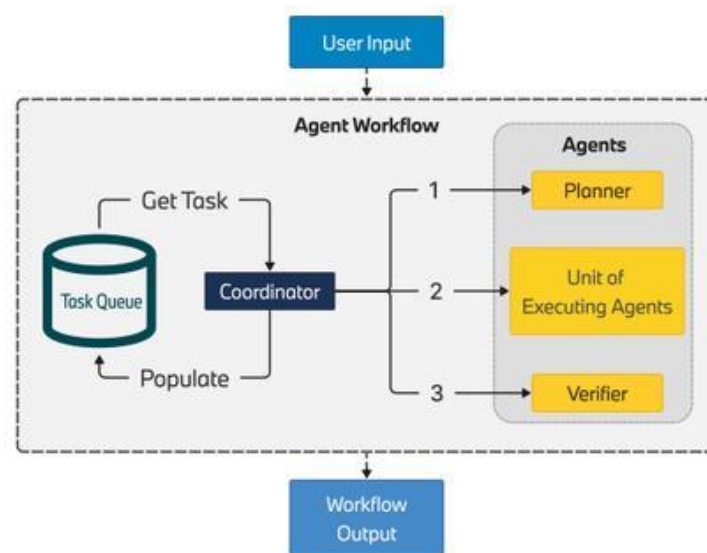 User Input
Agent Workflow
Agents
Get Task
1
Planner
Task Queue
Coordinator
2
Unit of
Executing Agents
Populate
3
Verifier
Workflow
Output